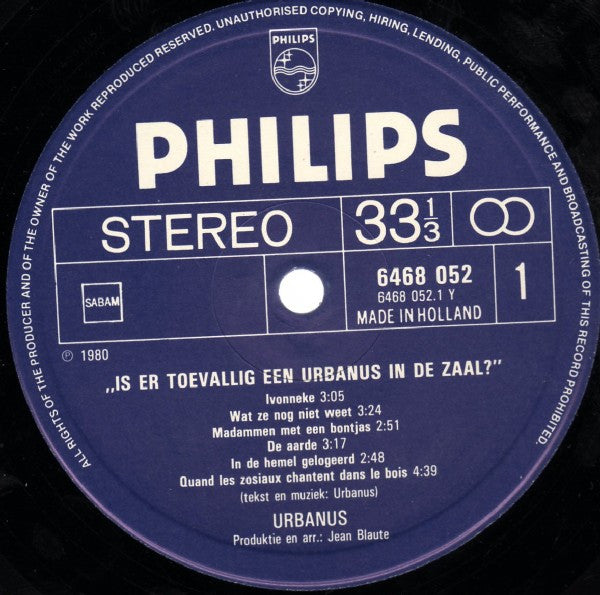 ALL RIGHTS OF THE PRODUCER AND OF THE OWNER OF THE WORK REPRODUCED RESERVED. UNAUTHORISED COPYING, HIRING, LENDING, PUBLIC PERFORMANCE AND BROADCASTING OF THIS RECORD PROHIBITED.
PHILIPS
PHILIPS
STEREO 33 1/3
SABAM 6468 052 1
6468 052.1 Y
MADE IN HOLLAND
℗ 1980
„IS ER TOEVALLIG EEN URBANUS IN DE ZAAL?"
Ivonneke 3:05
Wat ze nog niet weet 3:24
Madammen met een bontjas 2:51
De aarde 3:17
In de hemel gelogeerd 2:48
Quand les zosiaux chantent dans le bois 4:39
(tekst en muziek: Urbanus)
URBANUS
Produktie en arr.: Jean Blaute